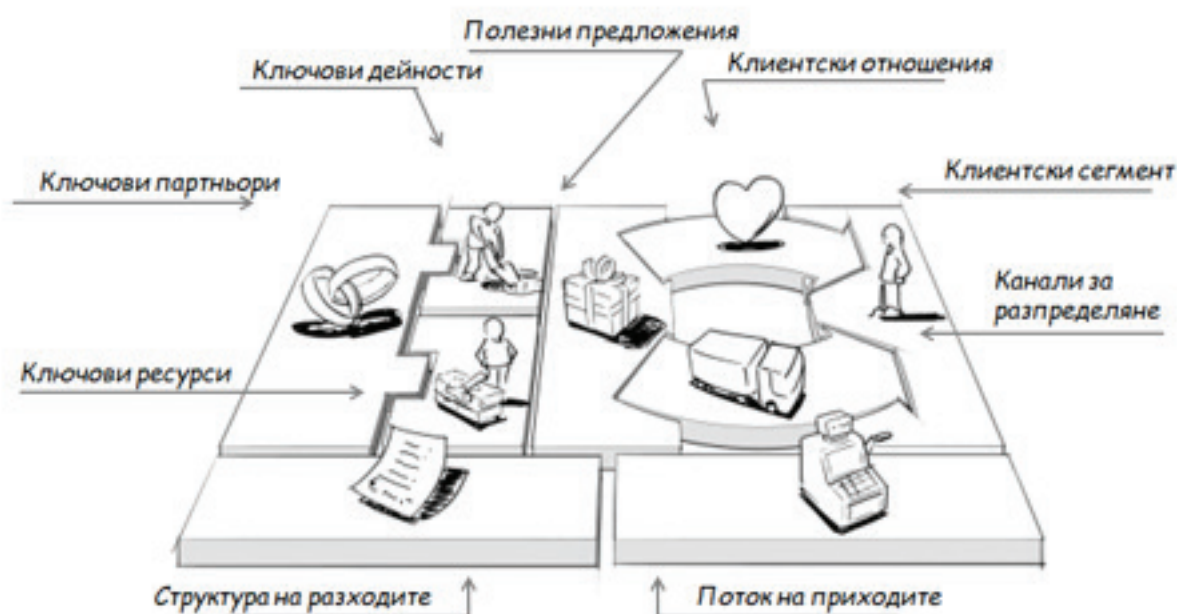 Полезни предложения
Ключови дейности
Клиентски отношения
Ключови партньори
Клиентски сегмент
Канали за
разпределяне
Ключови ресурси
Структура на разходите
Поток на приходите